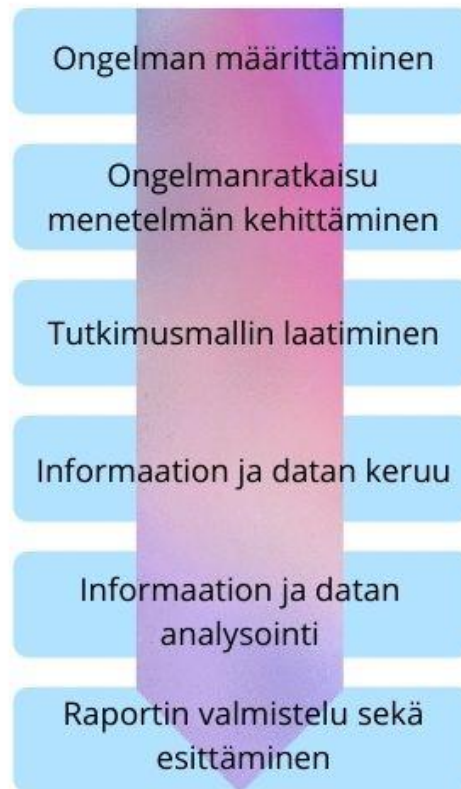 Ongelman määrittäminen
Ongelmanratkaisu
menetelmän kehittäminen
Tutkimusmallin laatiminen
Informaation ja datan keruu
Informaation ja datan
analysointi
Raportin valmistelu sekä
esittäminen